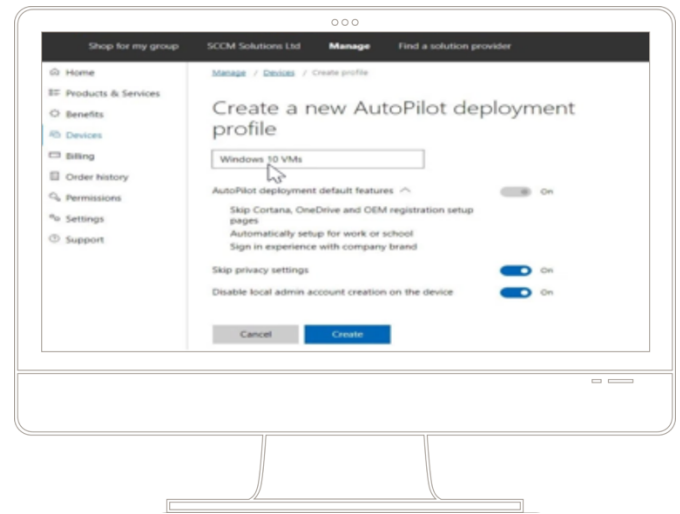 Shop for my group
SCCM Solutions Ltd
Manage
Find a solution provider
Home
Products & Services
Benefits
Devices
Billing
Order history
Permissions
Settings
Support
Manage / Devices / Create profile
Create a new AutoPilot deployment
profile
Windows 10 VMs
AutoPilot deployment default features
On
Skip Cortana, OneDrive and OEM registration setup
pages
Automatically setup for work or school
Sign in experience with company brand
Skip privacy settings
On
Disable local admin account creation on the device
On
Cancel
Create